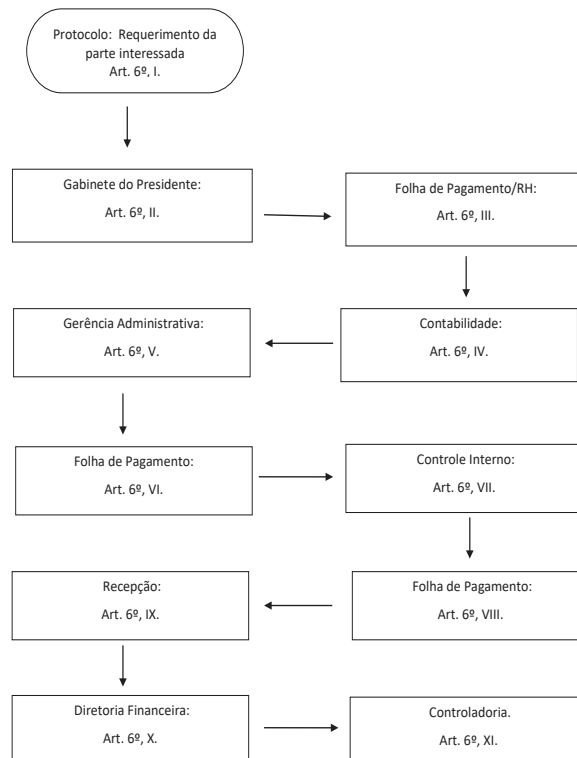 Protocolo: Requerimento da
parte interessada
Art. 6º, I.
Gabinete do Presidente:
Art. 6º, II.
Folha de Pagamento/RH:
Art. 6º, III.
Contabilidade:
Art. 6º, IV.
Gerência Administrativa:
Art. 6º, V.
Folha de Pagamento:
Art. 6º, VI.
Controle Interno:
Art. 6º, VII.
Folha de Pagamento:
Art. 6º, VIII.
Recepção:
Art. 6º, IX.
Diretoria Financeira:
Art. 6º, X.
Controladoria.
Art. 6º, XI.